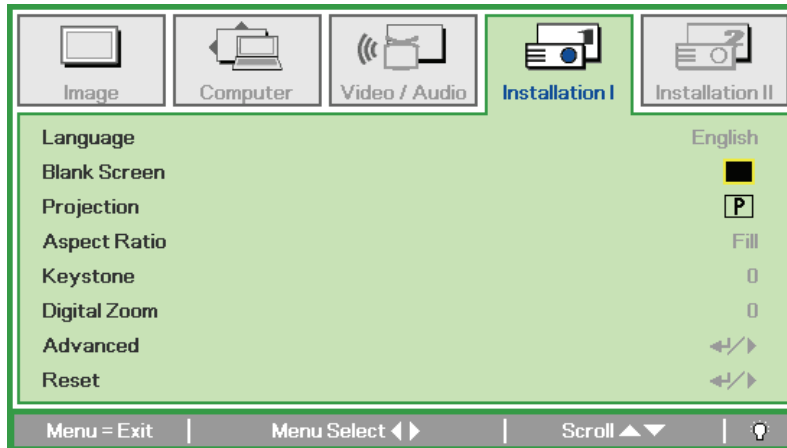 Image Computer Video / Audio Installation I Installation II
Language English
Blank Screen
Projection P
Aspect Ratio Fill
Keystone 0
Digital Zoom 0
Advanced
Reset
Menu = Exit Menu Select Scroll